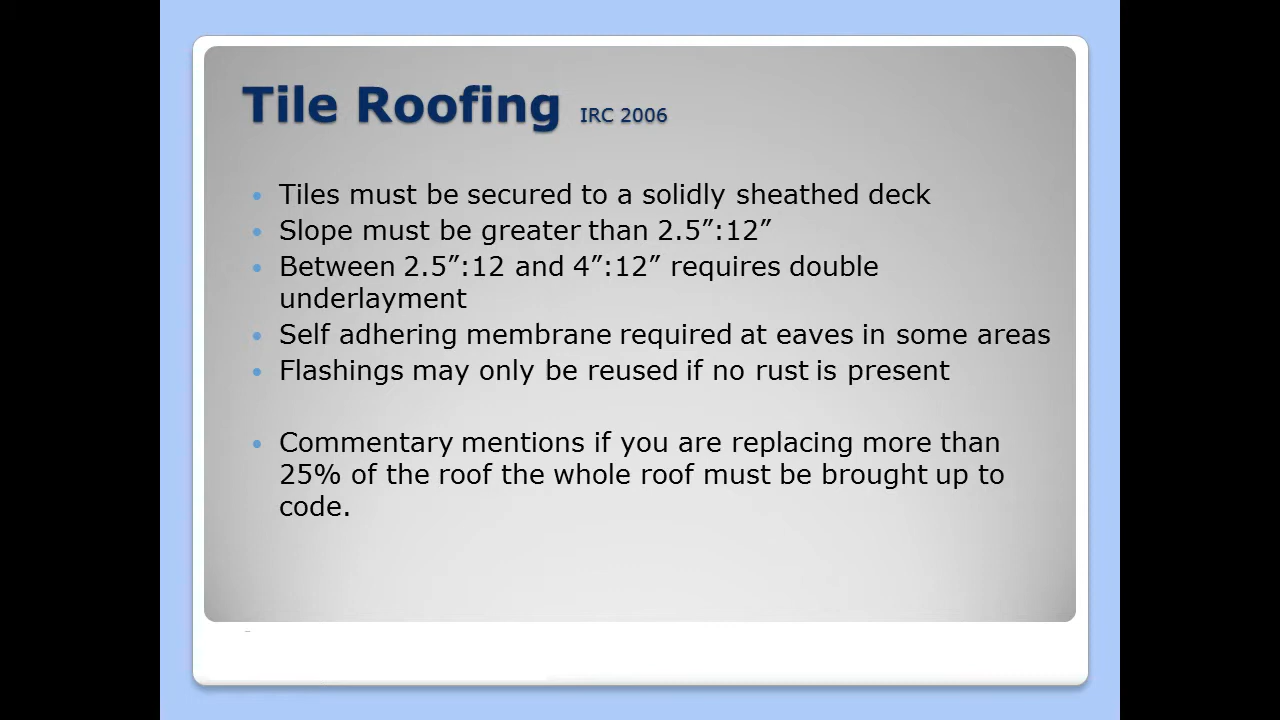 Tile Roofing IRC 2006
• Tiles must be secured to a solidly sheathed deck
• Slope must be greater than 2.5”:12”
• Between 2.5”:12 and 4”:12” requires double
underlayment
• Self adhering membrane required at eaves in some areas
• Flashings may only be reused if no rust is present
• Commentary mentions if you are replacing more than
25% of the roof the whole roof must be brought up to
code.